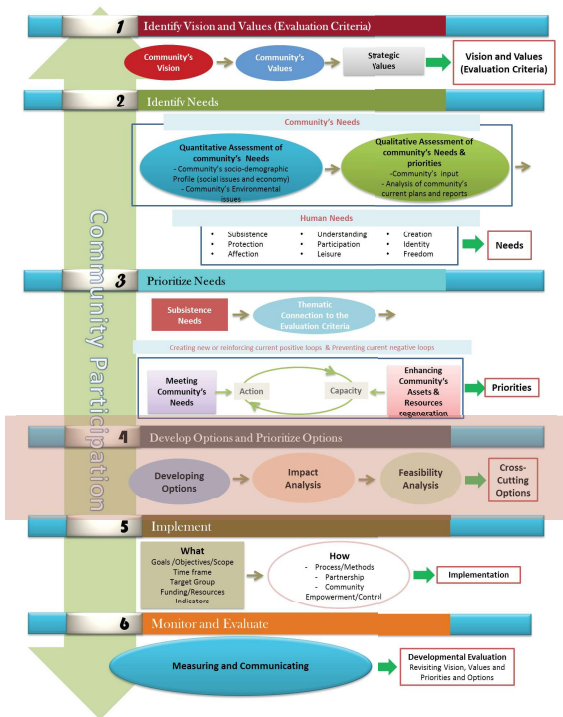 1 Identify Vision and Values (Evaluation Criteria)
Community's
Vision
Community's
Values
Strategic
Values
Vision and Values
(Evaluation Criteria)
2 Identify Needs
Community's Needs
Quantitative Assessment of
community's Needs
- Community's socio-demographic
Profile (social issues and economy)
- Community's Environmental
issues
Qualitative Assessment of
community's Needs &
priorities
-Community's input
- Analysis of community's
current plans and reports
Human Needs
• Subsistence
• Protection
• Affection
• Understanding
• Participation
• Leisure
• Creation
• Identity
• Freedom
Needs
Community Participation
3 Prioritize Needs
Subsistence
Needs
Thematic
Connection to the
Evaluation Criteria
Creating new or reinforcing current positive loops & Preventing curent negative loops
Meeting
Community's
Needs
Action
Capacity
Enhancing
Community's
Assets &
Resources
regeneration
Priorities
4 Develop Options and Prioritize Options
Developing
Options
Impact
Analysis
Feasibility
Analysis
Cross-
Cutting
Options
5 Implement
What
Goals /Objectives/Scope
Time frame
Target Group
Funding/Resources
Indicators
How
- Process/Methods
- Partnership
- Community
Empowerment/Control
Implementation
6 Monitor and Evaluate
Measuring and Communicating
Developmental Evaluation
Revisiting Vision, Values and
Priorities and Options